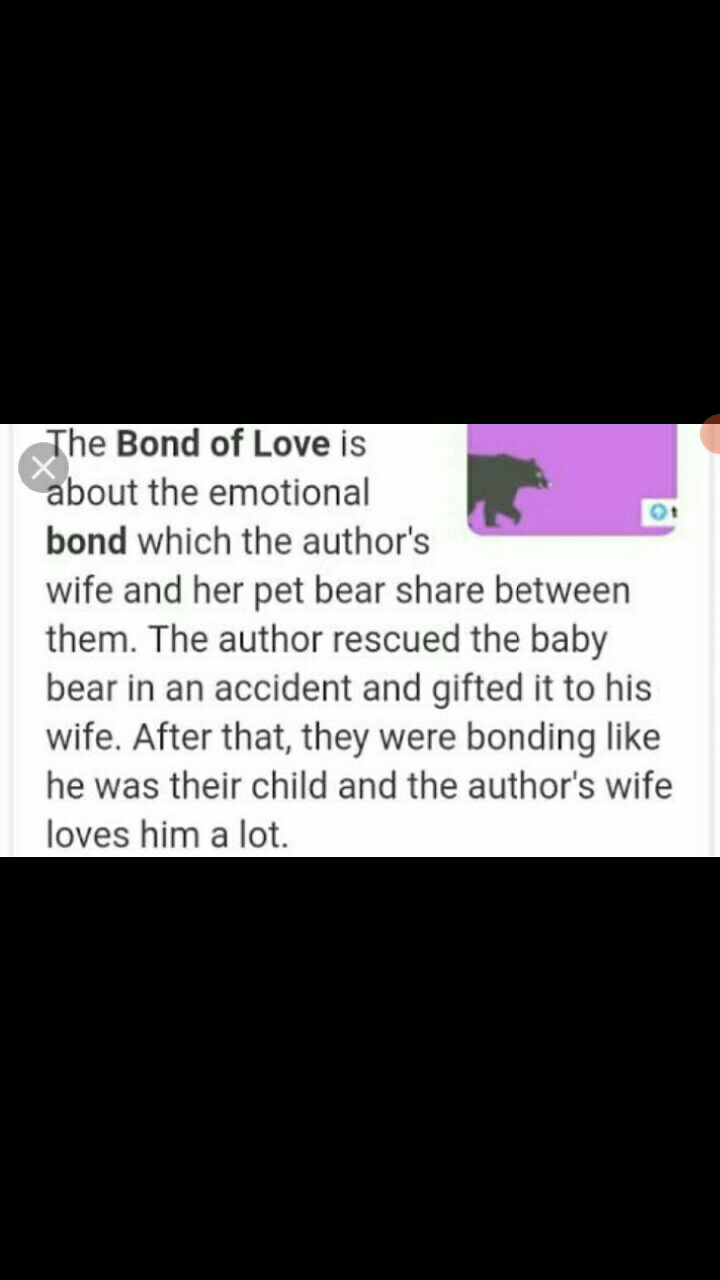 The Bond of Love is
about the emotional
bond which the author's
wife and her pet bear share between
them. The author rescued the baby
bear in an accident and gifted it to his
wife. After that, they were bonding like
he was their child and the author's wife
loves him a lot.